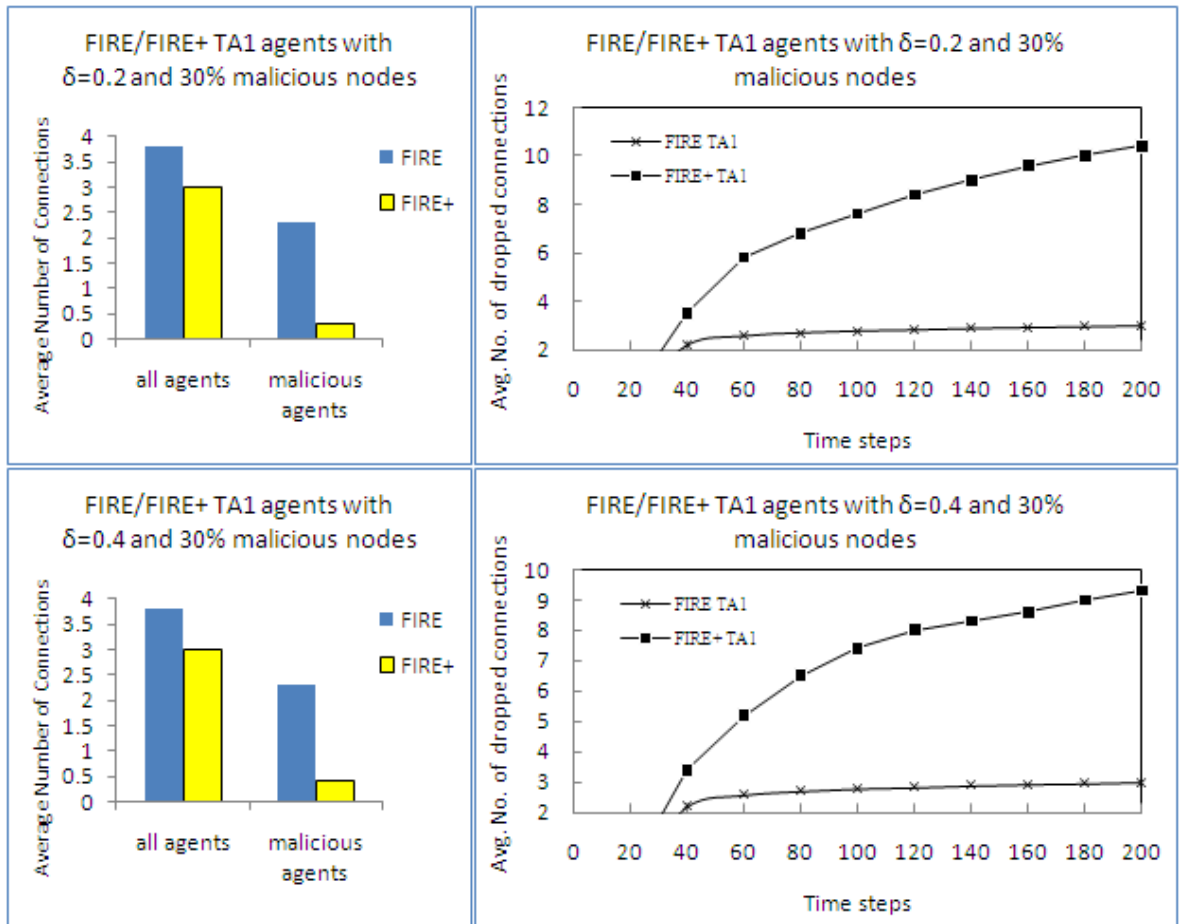 FIRE/FIRE+ TA1 agents with
δ=0.2 and 30% malicious nodes
Average Number of Connections
4
3.5
3
2.5
2
1.5
1
0.5
0
all agents
malicious
agents
FIRE
FIRE+
FIRE/FIRE+ TA1 agents with δ=0.2 and 30%
malicious nodes
Avg. No. of dropped connections
12
10
8
6
4
2
FIRE TA1
FIRE+ TA1
0 20 40 60 80 100 120 140 160 180 200
Time steps
FIRE/FIRE+ TA1 agents with
δ=0.4 and 30% malicious nodes
Average Number of Connections
4
3.5
3
2.5
2
1.5
1
0.5
0
all agents
malicious
agents
FIRE
FIRE+
FIRE/FIRE+ TA1 agents with δ=0.4 and 30%
malicious nodes
Avg. No. of dropped connections
10
9
8
7
6
5
4
3
2
FIRE TA1
FIRE+ TA1
0 20 40 60 80 100 120 140 160 180 200
Time steps